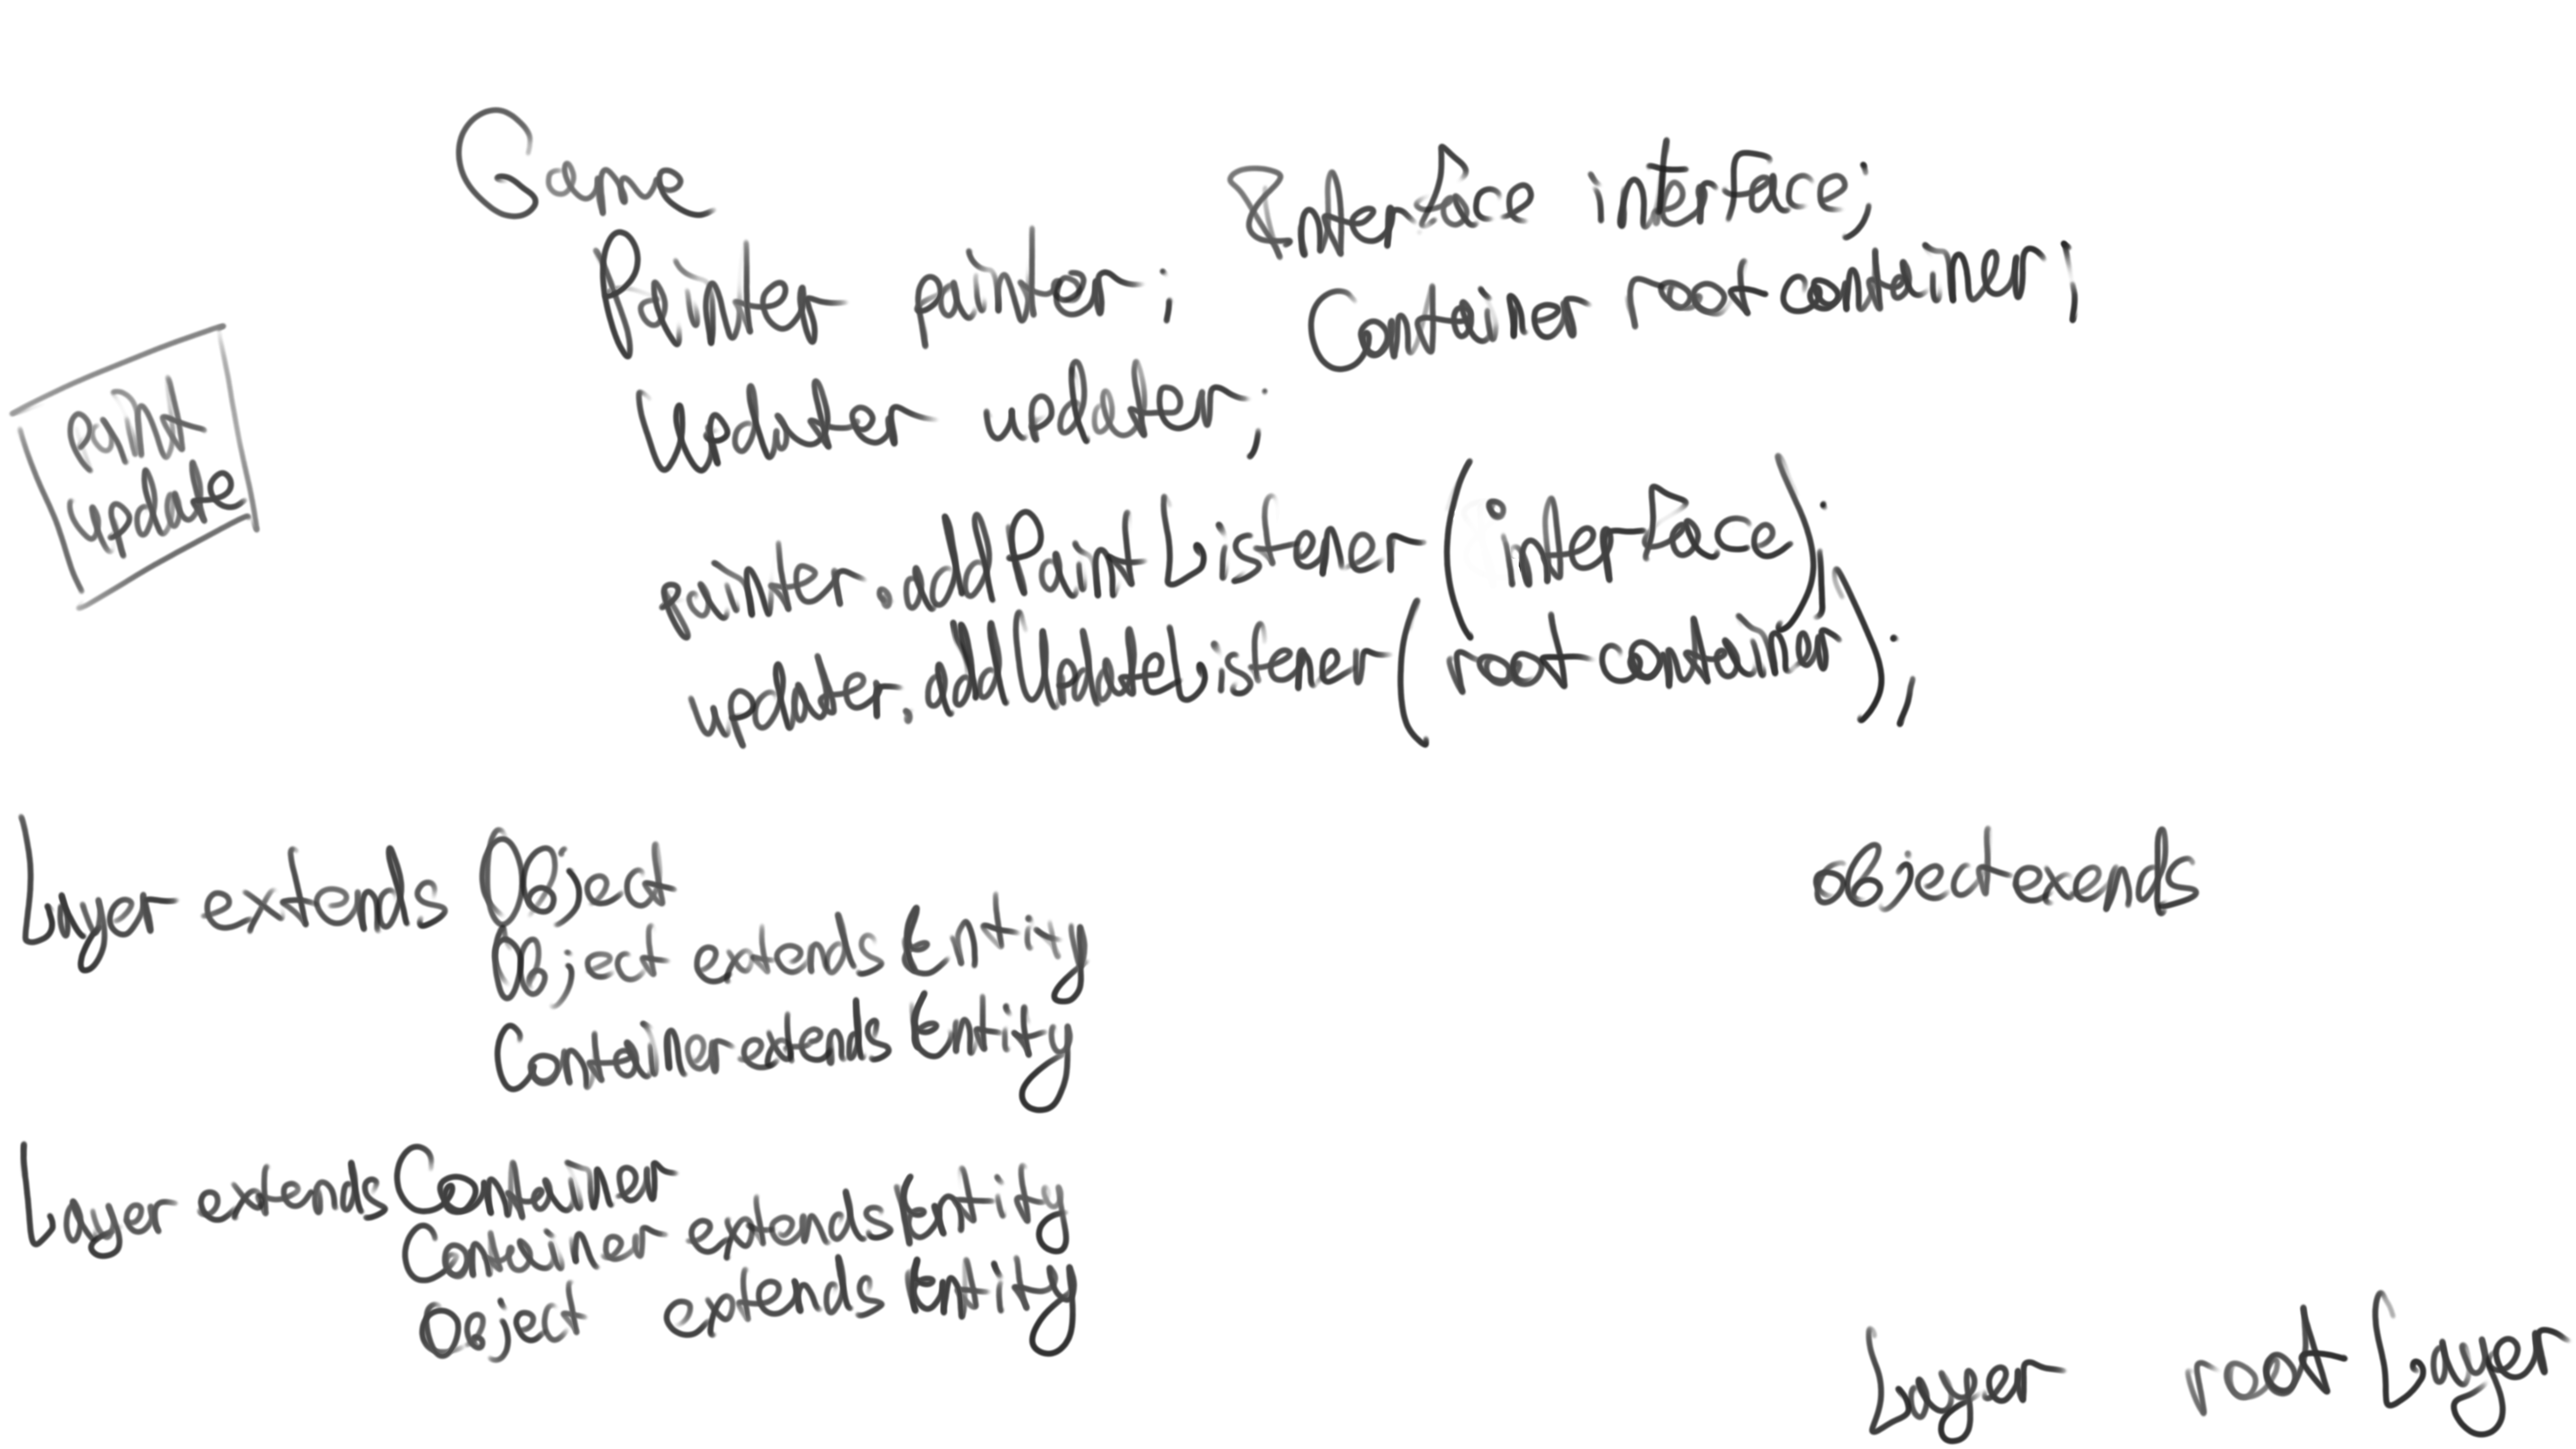 Game
Painter painter;
Interface interface;
Container root container;
Updater updater;
paint
update
painter.addPaintListener(interface);
updater.addUpdateListener(root container);
Layer extends Object
Object extends Entity
Container extends Entity
object exends
Layer extends Container
Container extends Entity
Object extends Entity
Layer root Layer